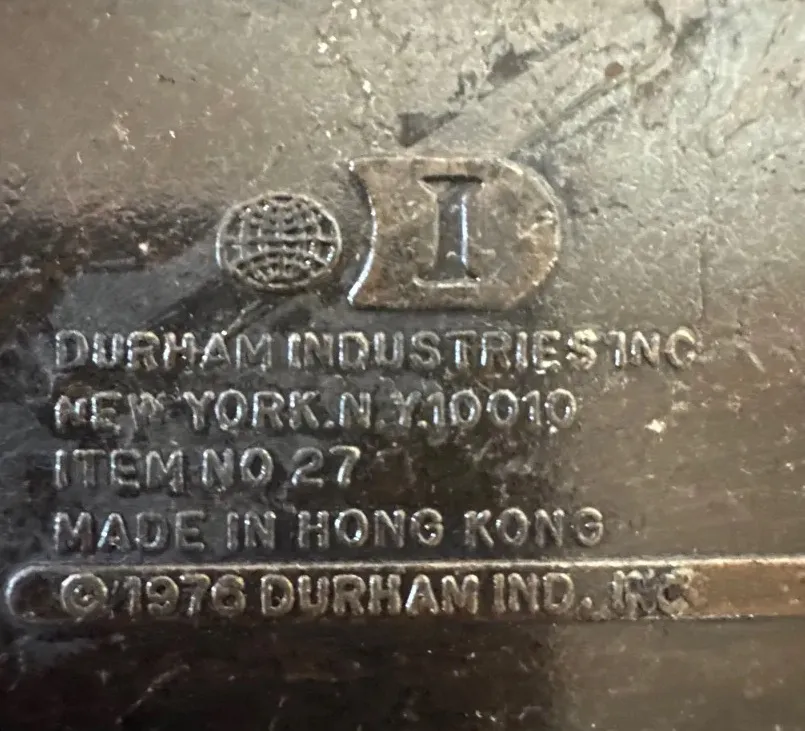 I
DURHAM INDUSTRIES INC
NEW YORK. N.Y. 10010
ITEM NO 27
MADE IN HONG KONG
© 1976 DURHAM IND. INC